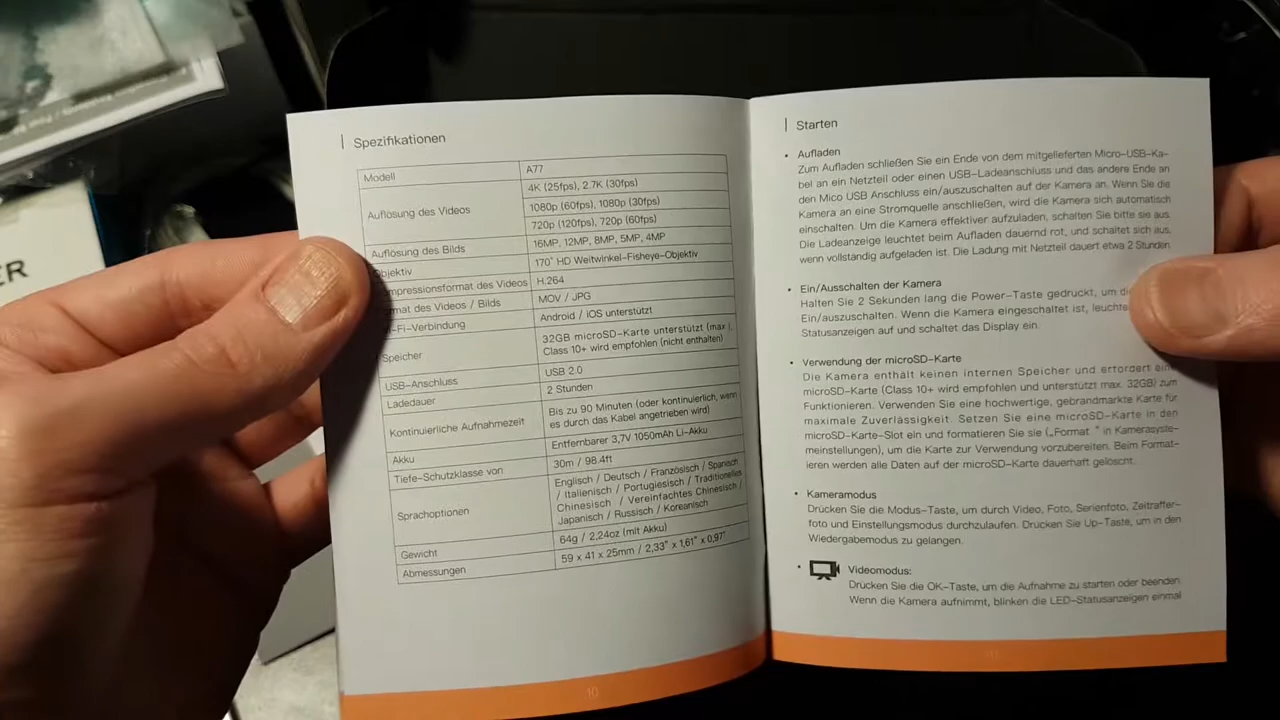 ER
Spezifikationen
Modell
A77
Auflösung des Videos
4K (25fps), 2.7K (30fps)
1080p (60fps), 1080p (30fps)
720p (120fps), 720p (60fps)
Auflösung des Bilds
16MP, 12MP, 8MP, 5MP, 4MP
Objektiv
170° HD Weitwinkel-Fisheye-Objektiv
mpressionsformat des Videos
H.264
rmat des Videos / Bilds
MOV / JPG
-Fi-Verbindung
Android / iOS unterstützt
Speicher
32GB microSD-Karte unterstützt (max.).
Class 10+ wird empfohlen (nicht enthalten)
USB-Anschluss
USB 2.0
Ladedauer
2 Stunden
Kontinuierliche Aufnahmezeit
Bis zu 90 Minuten (oder kontinuierlich, wenn
es durch das Kabel angetrieben wird)
Akku
Entfernbarer 3,7V 1050mAh Li-Akku
Tiefe-Schutzklasse von
30m / 98.4ft
Sprachoptionen
Englisch / Deutsch / Französisch / Spanisch
/ Italienisch / Portugiesisch / Traditionelles
Chinesisch / Vereinfachtes Chinesisch /
Japanisch / Russisch / Koreanisch
Gewicht
64g / 2,24oz (mit Akku)
Abmessungen
59 x 41 x 25mm / 2,33" x 1,61" x 0,97"
10
Starten
• Aufladen
Zum Aufladen schließen Sie ein Ende von dem mitgelieferten Micro-USB-Ka-
bel an ein Netzteil oder einen USB-Ladeanschluss und das andere Ende an
den Mico USB Anschluss ein/auszuschalten auf der Kamera an. Wenn Sie die
Kamera an eine Stromquelle anschließen, wird die Kamera sich automatisch
einschalten. Um die Kamera effektiver aufzuladen, schalten Sie bitte sie aus.
Die Ladeanzeige leuchtet beim Aufladen dauernd rot, und schaltet sich aus,
wenn vollständig aufgeladen ist. Die Ladung mit Netzteil dauert etwa 2 Stunden.
• Ein/Ausschalten der Kamera
Halten Sie 2 Sekunden lang die Power-Taste gedruckt, um di
Ein/auszuschalten. Wenn die Kamera eingeschaltet ist, leuchte
Statusanzeigen auf und schaltet das Display ein.
• Verwendung der microSD-Karte
Die Kamera enthält keinen internen Speicher und erfordert eine
microSD-Karte (Class 10+ wird empfohlen und unterstützt max. 32GB) zum
Funktionieren. Verwenden Sie eine hochwertige, gebrandmarkte Karte für
maximale Zuverlässigkeit. Setzen Sie eine microSD-Karte in den
microSD-Karte-Slot ein und formatieren Sie sie („Format " in Kamerasyste-
meinstellungen), um die Karte zur Verwendung vorzubereiten. Beim Format-
ieren werden alle Daten auf der microSD-Karte dauerhaft gelöscht.
• Kameramodus
Drücken Sie die Modus-Taste, um durch Video, Foto, Serienfoto, Zeitraffer-
foto und Einstellungsmodus durchzulaufen. Drücken Sie Up-Taste, um in den
Wiedergabemodus zu gelangen.
• Videomodus:
Drücken Sie die OK-Taste, um die Aufnahme zu starten oder beenden.
Wenn die Kamera aufnimmt, blinken die LED-Statusanzeigen einmal
11